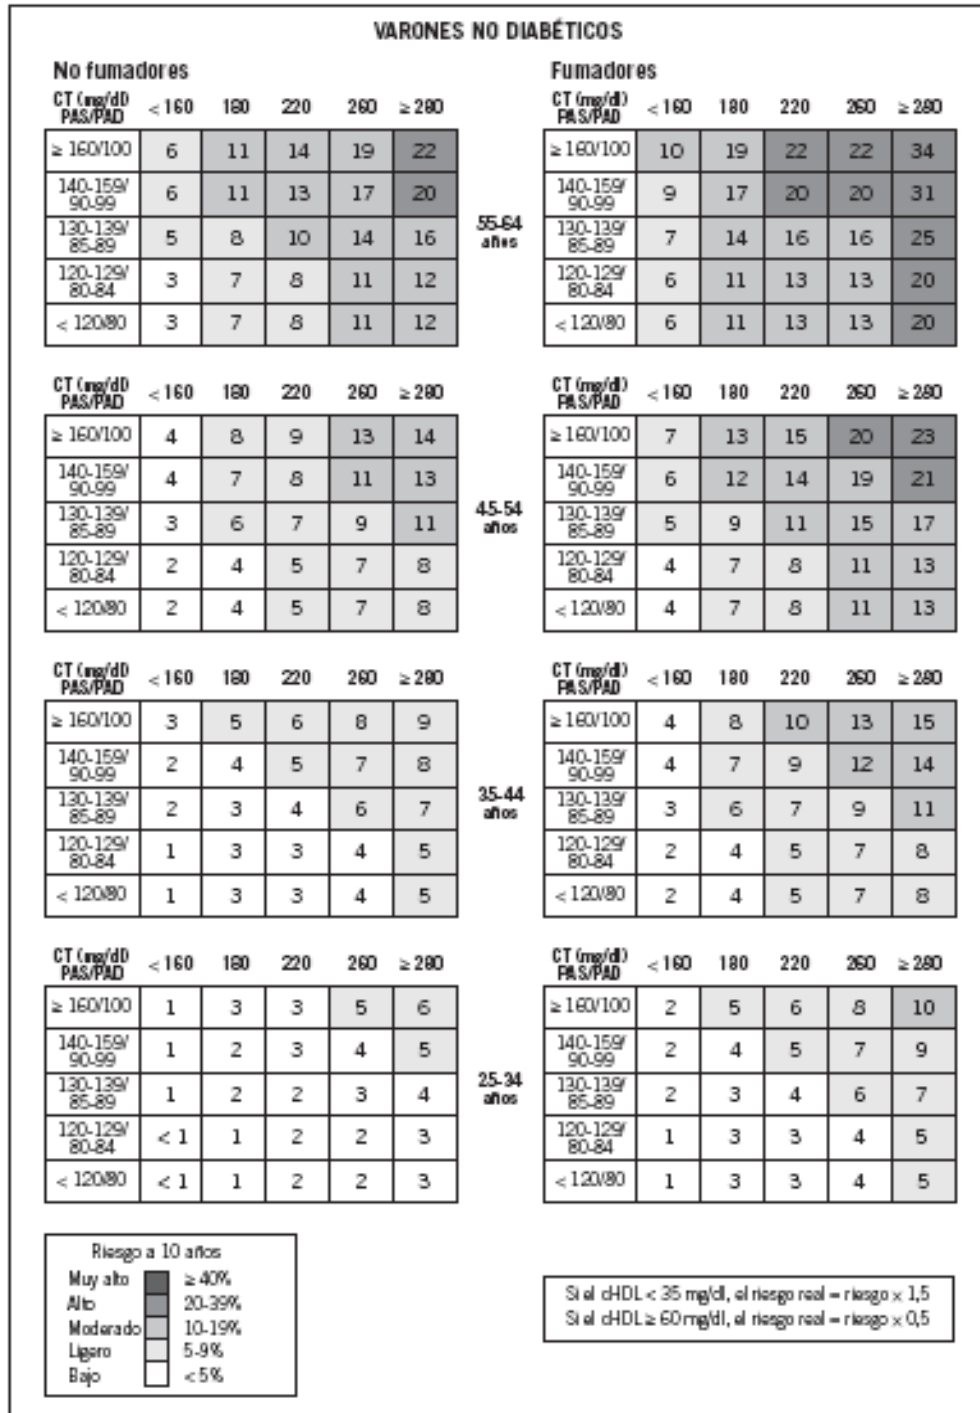 VARONES NO DIABÉTICOS
No fumadores Fumadores
CT (mg/dl) PAS/PAD < 160 180 220 260 ≥ 280 CT (mg/dl) PAS/PAD < 160 180 220 260 ≥ 280
≥ 160/100 6 11 14 19 22 ≥ 160/100 10 19 22 22 34
140-159/90-99 6 11 13 17 20 140-159/90-99 9 17 20 20 31
130-139/85-89 5 8 10 14 16 55-64 años 130-139/85-89 7 14 16 16 25
120-129/80-84 3 7 8 11 12 120-129/80-84 6 11 13 13 20
< 120/80 3 7 8 11 12 < 120/80 6 11 13 13 20
CT (mg/dl) PAS/PAD < 160 180 220 260 ≥ 280 CT (mg/dl) PAS/PAD < 160 180 220 260 ≥ 280
≥ 160/100 4 8 9 13 14 ≥ 160/100 7 13 15 20 23
140-159/90-99 4 7 8 11 13 140-159/90-99 6 12 14 19 21
130-139/85-89 3 6 7 9 11 45-54 años 130-139/85-89 5 9 11 15 17
120-129/80-84 2 4 5 7 8 120-129/80-84 4 7 8 11 13
< 120/80 2 4 5 7 8 < 120/80 4 7 8 11 13
CT (mg/dl) PAS/PAD < 160 180 220 260 ≥ 280 CT (mg/dl) PAS/PAD < 160 180 220 260 ≥ 280
≥ 160/100 3 5 6 8 9 ≥ 160/100 4 8 10 13 15
140-159/90-99 2 4 5 7 8 140-159/90-99 4 7 9 12 14
130-139/85-89 2 3 4 6 7 35-44 años 130-139/85-89 3 6 7 9 11
120-129/80-84 1 3 3 4 5 120-129/80-84 2 4 5 7 8
< 120/80 1 3 3 4 5 < 120/80 2 4 5 7 8
CT (mg/dl) PAS/PAD < 160 180 220 260 ≥ 280 CT (mg/dl) PAS/PAD < 160 180 220 260 ≥ 280
≥ 160/100 1 3 3 5 6 ≥ 160/100 2 5 6 8 10
140-159/90-99 1 2 3 4 5 140-159/90-99 2 4 5 7 9
130-139/85-89 1 2 2 3 4 25-34 años 130-139/85-89 2 3 4 6 7
120-129/80-84 < 1 1 2 2 3 120-129/80-84 1 3 3 4 5
< 120/80 < 1 1 2 2 3 < 120/80 1 3 3 4 5
Riesgo a 10 años
Muy alto ≥ 40%
Alto 20-39%
Moderado 10-19%
Ligero 5-9%
Bajo < 5%
Si el cHDL < 35 mg/dl, el riesgo real = riesgo × 1,5
Si el cHDL ≥ 60 mg/dl, el riesgo real = riesgo × 0,5